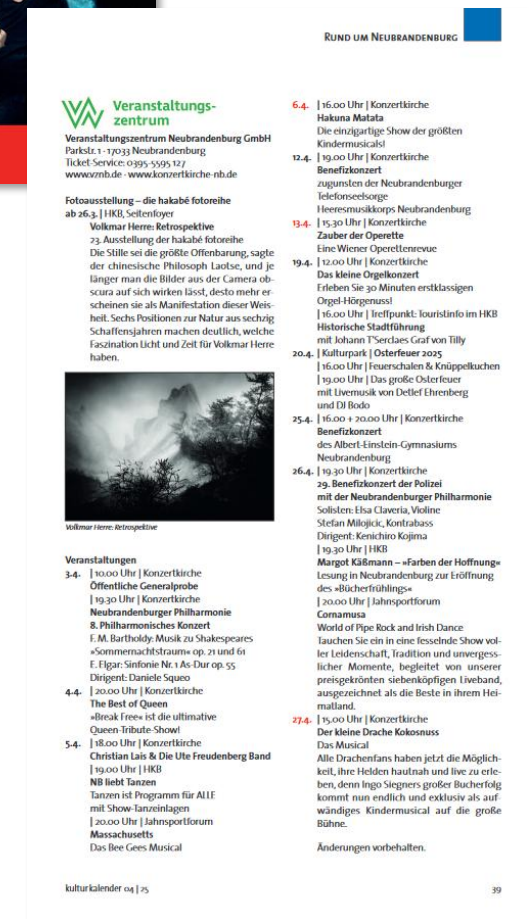 Rund um Neubrandenburg
Veranstaltungs-
zentrum
Veranstaltungszentrum Neubrandenburg GmbH
Parkstr. 1 · 17033 Neubrandenburg
Ticket-Service: 0395-5595 127
www.vznb.de · www.konzertkirche-nb.de
Fotoausstellung – die hakabé fotoreihe
ab 26.3. | HKB, Seitenfoyer
Volkmar Herre: Retrospektive
23. Ausstellung der hakabé fotoreihe
Die Stille sei die größte Offenbarung, sagte
der chinesische Philosoph Laotse, und je
länger man die Bilder aus der Camera ob-
scura auf sich wirken lässt, desto mehr er-
scheinen sie als Manifestation dieser Weis-
heit. Sechs Positionen zur Natur aus sechzig
Schaffensjahren machen deutlich, welche
Faszination Licht und Zeit für Volkmar Herre
haben.
Volkmar Herre: Retrospektive
Veranstaltungen
3.4. | 10.00 Uhr | Konzertkirche
Öffentliche Generalprobe
| 19.30 Uhr | Konzertkirche
Neubrandenburger Philharmonie
8. Philharmonisches Konzert
F. M. Bartholdy: Musik zu Shakespeares
»Sommernachtstraum« op. 21 und 61
E. Elgar: Sinfonie Nr. 1 As-Dur op. 55
Dirigent: Daniele Squeo
4.4. | 20.00 Uhr | Konzertkirche
The Best of Queen
»Break Free« ist die ultimative
Queen-Tribute-Show!
5.4. | 18.00 Uhr | Konzertkirche
Christian Lais & Die Ute Freudenberg Band
| 19.00 Uhr | HKB
NB liebt Tanzen
Tanzen ist Programm für ALLE
mit Show-Tanzeinlagen
| 20.00 Uhr | Jahnsportforum
Massachusetts
Das Bee Gees Musical
6.4. | 16.00 Uhr | Konzertkirche
Hakuna Matata
Die einzigartige Show der größten
Kindermusicals!
12.4. | 19.00 Uhr | Konzertkirche
Benefizkonzert
zugunsten der Neubrandenburger
Telefonseelsorge
Heeresmusikkorps Neubrandenburg
13.4. | 15.30 Uhr | Konzertkirche
Zauber der Operette
Eine Wiener Operettenrevue
19.4. | 12.00 Uhr | Konzertkirche
Das kleine Orgelkonzert
Erleben Sie 30 Minuten erstklassigen
Orgel-Hörgenuss!
| 16.00 Uhr | Treffpunkt: Touristinfo im HKB
Historische Stadtführung
mit Johann T'Serclaes Graf von Tilly
20.4. | Kulturpark | Osterfeuer 2025
| 16.00 Uhr | Feuerschalen & Knüppelkuchen
| 19.00 Uhr | Das große Osterfeuer
mit Livemusik von Detlef Ehrenberg
und DJ Bodo
25.4. | 16.00 + 20.00 Uhr | Konzertkirche
Benefizkonzert
des Albert-Einstein-Gymnasiums
Neubrandenburg
26.4. | 19.30 Uhr | Konzertkirche
29. Benefizkonzert der Polizei
mit der Neubrandenburger Philharmonie
Solisten: Elsa Claveria, Violine
Stefan Milojicic, Kontrabass
Dirigent: Kenichiro Kojima
| 19.30 Uhr | HKB
Margot Käßmann – »Farben der Hoffnung«
Lesung in Neubrandenburg zur Eröffnung
des »Bücherfrühlings«
| 20.00 Uhr | Jahnsportforum
Cornamusa
World of Pipe Rock and Irish Dance
Tauchen Sie ein in eine fesselnde Show vol-
ler Leidenschaft, Tradition und unvergess-
licher Momente, begleitet von unserer
preisgekrönten siebenköpfigen Liveband,
ausgezeichnet als die Beste in ihrem Hei-
matland.
27.4. | 15.00 Uhr | Konzertkirche
Der kleine Drache Kokosnuss
Das Musical
Alle Drachenfans haben jetzt die Möglich-
keit, ihre Helden hautnah und live zu erle-
ben, denn Ingo Siegners großer Bucherfolg
kommt nun endlich und exklusiv als auf-
wändiges Kindermusical auf die große
Bühne.
Änderungen vorbehalten.
kulturkalender 04 | 25
39